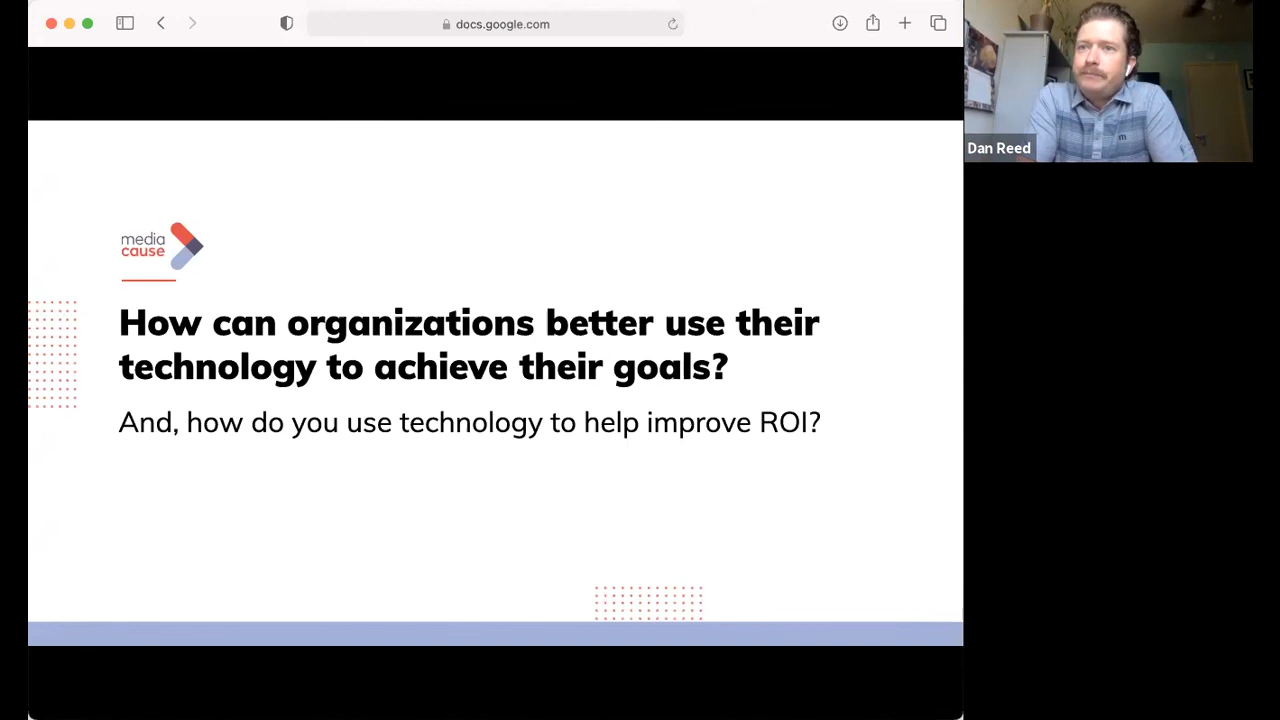 docs.google.com
Dan Reed
media
cause
How can organizations better use their
technology to achieve their goals?
And, how do you use technology to help improve ROI?